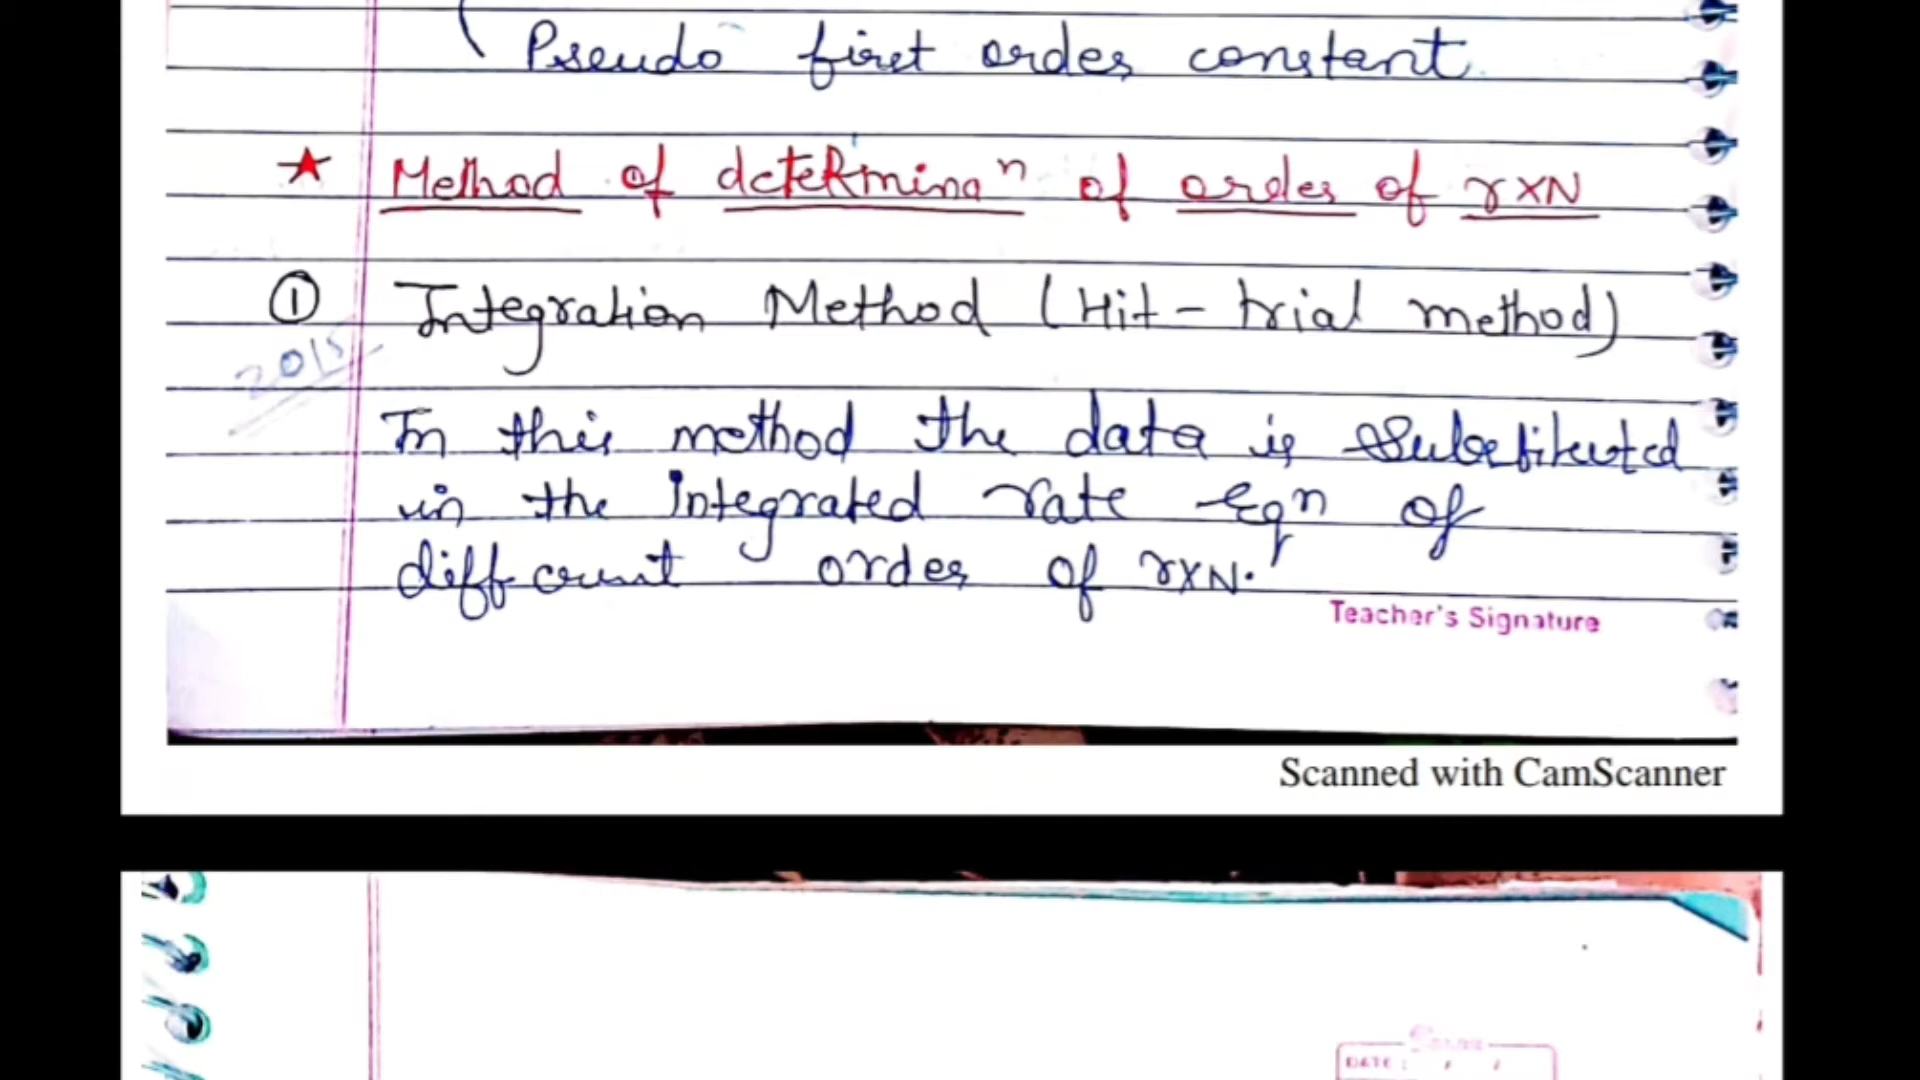 Pseudo first order constant
★ Method of determinaⁿ of order of rXN
① Integration Method (Hit-trial method)
2015
In this method the data is Substituted
in the integrated rate Eqn of
different order of rXN.
Teacher's Signature
Scanned with CamScanner
DATE: / /